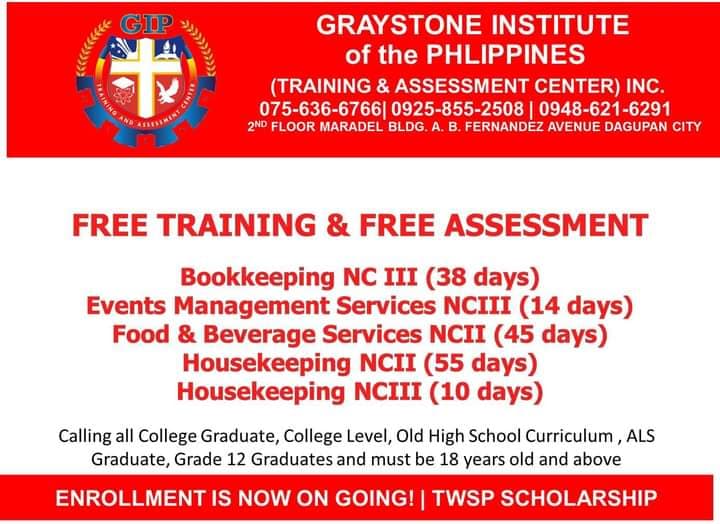 GIP
TRAINING AND ASSESSMENT CENTER
GRAYSTONE INSTITUTE
of the PHLIPPINES
(TRAINING & ASSESSMENT CENTER) INC.
075-636-6766| 0925-855-2508 | 0948-621-6291
2ND FLOOR MARADEL BLDG. A. B. FERNANDEZ AVENUE DAGUPAN CITY
FREE TRAINING & FREE ASSESSMENT
Bookkeeping NC III (38 days)
Events Management Services NCIII (14 days)
Food & Beverage Services NCII (45 days)
Housekeeping NCII (55 days)
Housekeeping NCIII (10 days)
Calling all College Graduate, College Level, Old High School Curriculum , ALS
Graduate, Grade 12 Graduates and must be 18 years old and above
ENROLLMENT IS NOW ON GOING! | TWSP SCHOLARSHIP